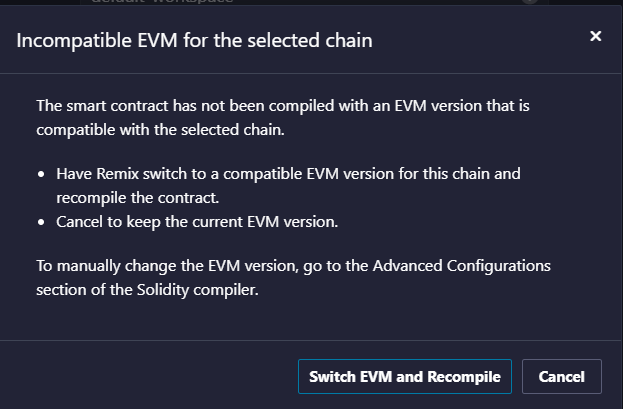 default workspace
Incompatible EVM for the selected chain
The smart contract has not been compiled with an EVM version that is
compatible with the selected chain.
• Have Remix switch to a compatible EVM version for this chain and
recompile the contract.
• Cancel to keep the current EVM version.
To manually change the EVM version, go to the Advanced Configurations
section of the Solidity compiler.
Switch EVM and Recompile
Cancel